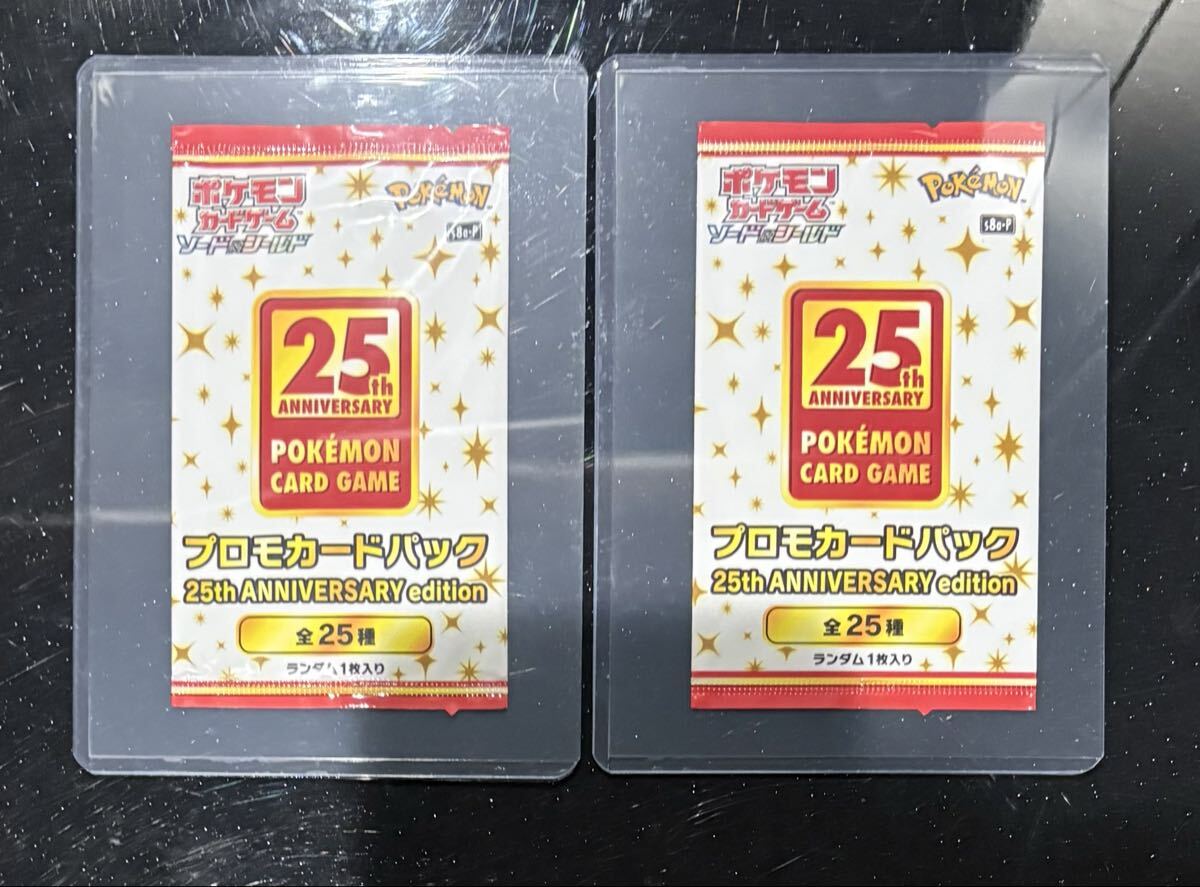 ポケモン
カードゲーム
ソード&シールド
POKÉMON
S8a-P
25th
ANNIVERSARY
POKÉMON
CARD GAME
プロモカードパック
25th ANNIVERSARY edition
全25種
ランダム1枚入り
ポケモン
カードゲーム
ソード&シールド
POKÉMON
S8a-P
25th
ANNIVERSARY
POKÉMON
CARD GAME
プロモカードパック
25th ANNIVERSARY edition
全25種
ランダム1枚入り